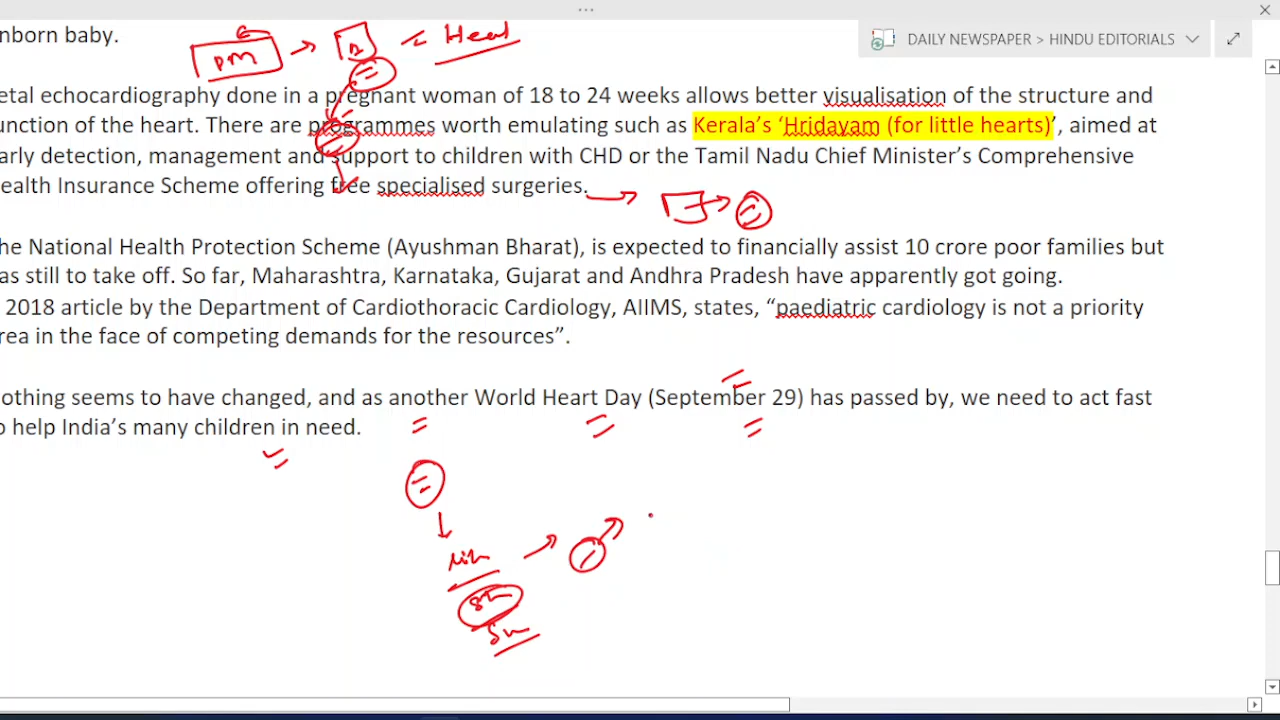 nborn baby.
DAILY NEWSPAPER > HINDU EDITORIALS
PM
Heal
etal echocardiography done in a pregnant woman of 18 to 24 weeks allows better visualisation of the structure and
unction of the heart. There are programmes worth emulating such as Kerala's 'Hridayam (for little hearts)', aimed at
arly detection, management and support to children with CHD or the Tamil Nadu Chief Minister's Comprehensive
ealth Insurance Scheme offering free specialised surgeries.
he National Health Protection Scheme (Ayushman Bharat), is expected to financially assist 10 crore poor families but
as still to take off. So far, Maharashtra, Karnataka, Gujarat and Andhra Pradesh have apparently got going.
2018 article by the Department of Cardiothoracic Cardiology, AIIMS, states, "paediatric cardiology is not a priority
rea in the face of competing demands for the resources".
othing seems to have changed, and as another World Heart Day (September 29) has passed by, we need to act fast
o help India's many children in need.